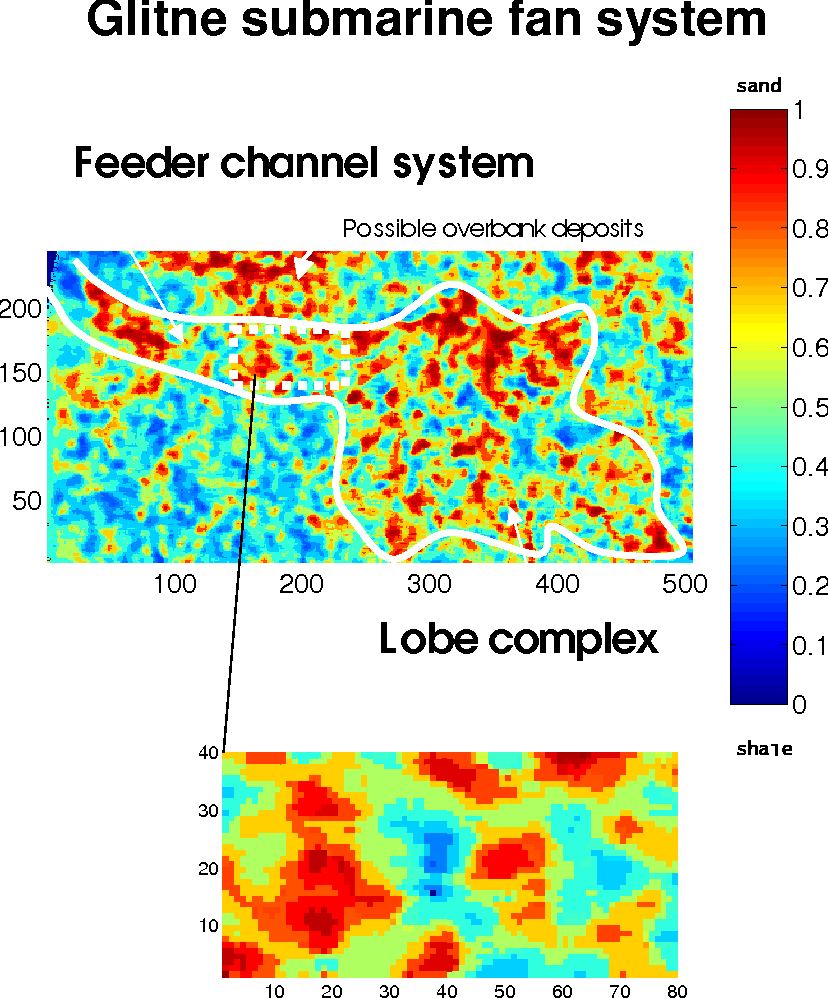 Glitne submarine fan system
sand
Feeder channel system
Possible overbank deposits
1
0.9
0.8
0.7
0.6
0.5
0.4
0.3
0.2
0.1
0
200
150
100
50
100 200 300 400 500
Lobe complex
shale
40
30
20
10
10 20 30 40 50 60 70 80